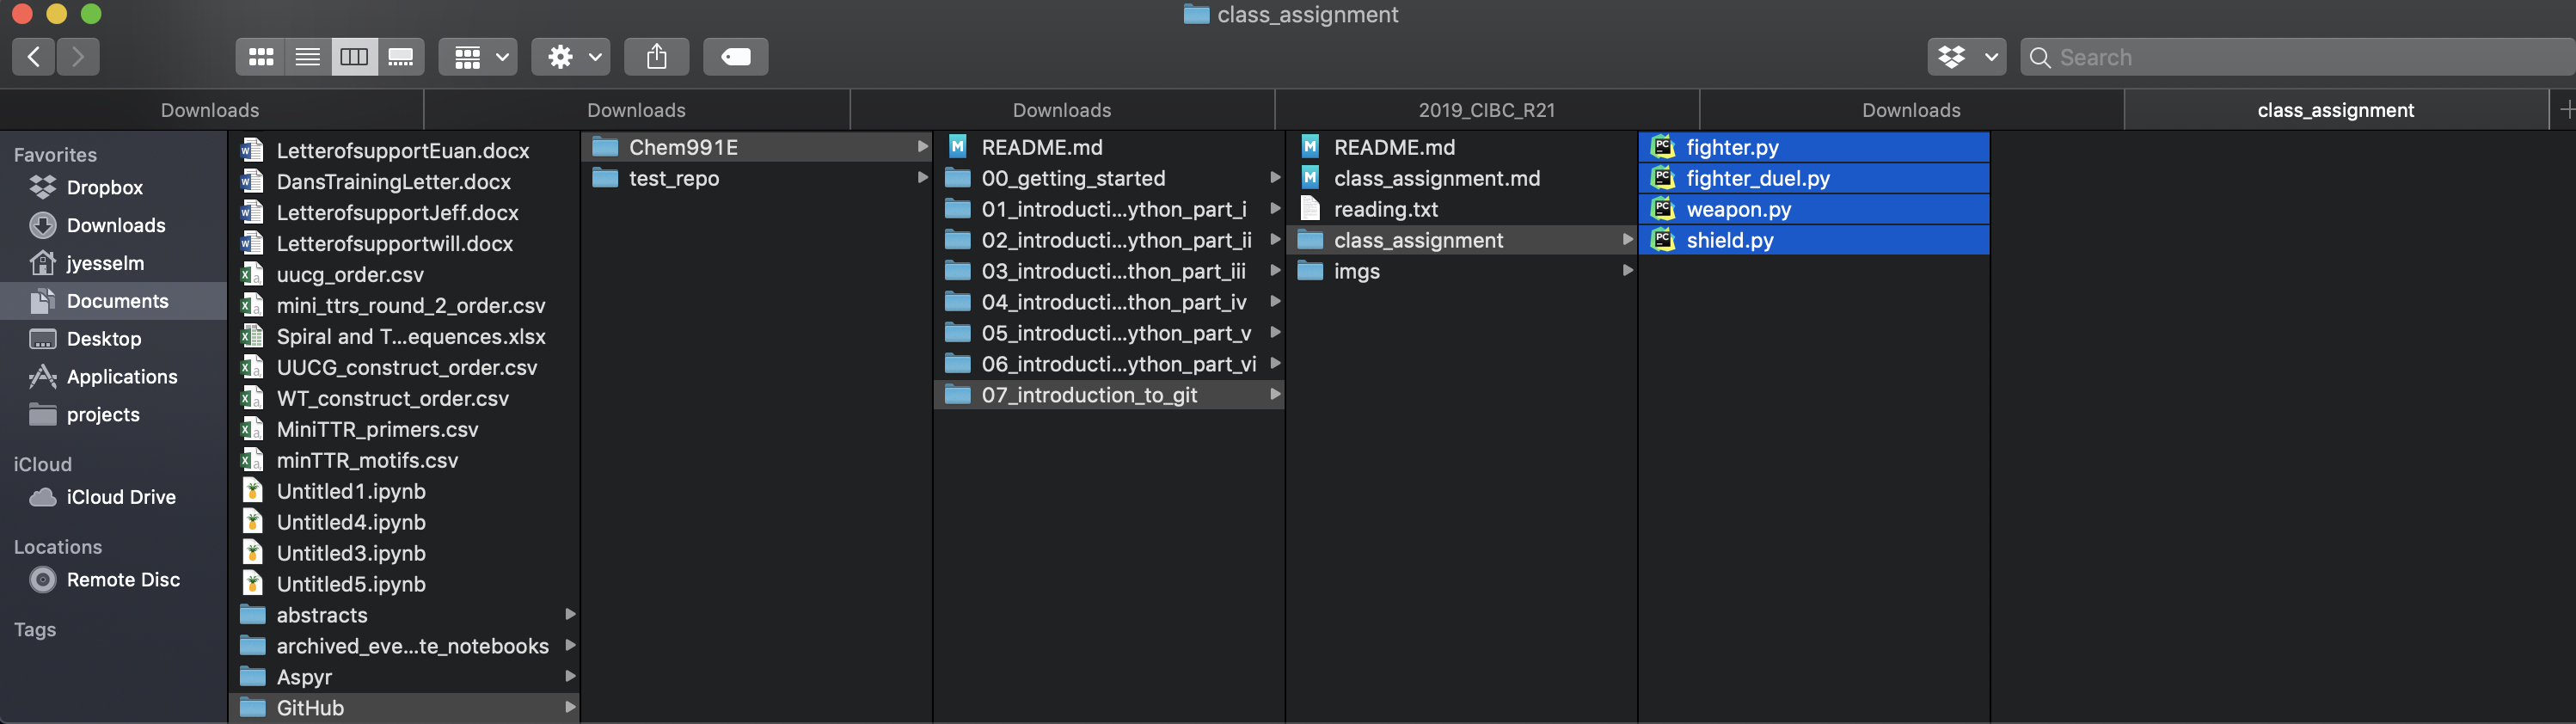 class_assignment
Search
Downloads
Downloads
Downloads
2019_CIBC_R21
Downloads
class_assignment
Favorites
Dropbox
Downloads
jyesselm
Documents
Desktop
Applications
projects
iCloud
iCloud Drive
Locations
Remote Disc
Tags
LetterofsupportEuan.docx
DansTrainingLetter.docx
LetterofsupportJeff.docx
Letterofsupportwill.docx
uucg_order.csv
mini_ttrs_round_2_order.csv
Spiral and T...equences.xlsx
UUCG_construct_order.csv
WT_construct_order.csv
MiniTTR_primers.csv
minTTR_motifs.csv
Untitled1.ipynb
Untitled4.ipynb
Untitled3.ipynb
Untitled5.ipynb
abstracts
archived_eve...te_notebooks
Aspyr
GitHub
Chem991E
test_repo
README.md
00_getting_started
01_introducti...ython_part_i
02_introducti...ython_part_ii
03_introducti...thon_part_iii
04_introducti...thon_part_iv
05_introducti...ython_part_v
06_introducti...ython_part_vi
07_introduction_to_git
README.md
class_assignment.md
reading.txt
class_assignment
imgs
fighter.py
fighter_duel.py
weapon.py
shield.py